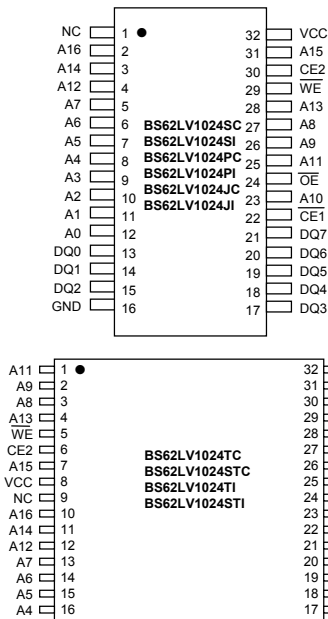 NC 1 32 VCC
A16 2 31 A15
A14 3 30 CE2
A12 4 29 WE
A7 5 28 A13
A6 6 BS62LV1024SC 27 A8
A5 7 BS62LV1024SI 26 A9
A4 8 BS62LV1024PC 25 A11
A3 9 BS62LV1024PI 24 OE
A2 10 BS62LV1024JC 23 A10
A1 11 BS62LV1024JI 22 CE1
A0 12 21 DQ7
DQ0 13 20 DQ6
DQ1 14 19 DQ5
DQ2 15 18 DQ4
GND 16 17 DQ3
A11 1 32
A9 2 31
A8 3 30
A13 4 29
WE 5 28
CE2 6 27
A15 7 BS62LV1024TC 26
VCC 8 BS62LV1024STC 25
NC 9 BS62LV1024TI 24
A16 10 BS62LV1024STI 23
A14 11 22
A12 12 21
A7 13 20
A6 14 19
A5 15 18
A4 16 17